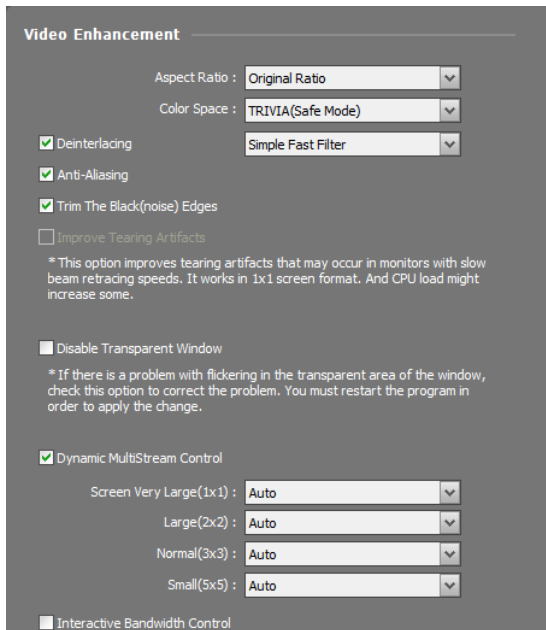 Video Enhancement
Aspect Ratio : Original Ratio
Color Space : TRIVIA(Safe Mode)
Deinterlacing Simple Fast Filter
Anti-Aliasing
Trim The Black(noise) Edges
Improve Tearing Artifacts
* This option improves tearing artifacts that may occur in monitors with slow
beam retracing speeds. It works in 1x1 screen format. And CPU load might
increase some.
Disable Transparent Window
* If there is a problem with flickering in the transparent area of the window,
check this option to correct the problem. You must restart the program in
order to apply the change.
Dynamic MultiStream Control
Screen Very Large(1x1) : Auto
Large(2x2) : Auto
Normal(3x3) : Auto
Small(5x5) : Auto
Interactive Bandwidth Control